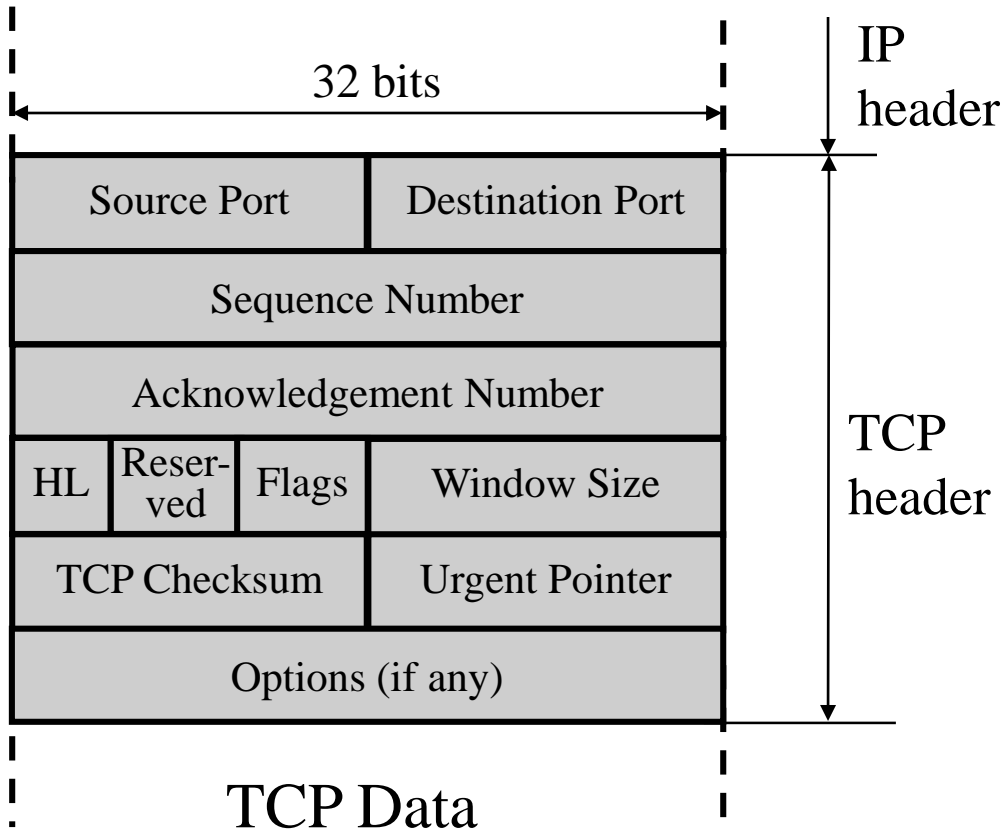 IP
header
32 bits
Source Port
Destination Port
Sequence Number
Acknowledgement Number
HL
Reser-
ved
Flags
Window Size
TCP
header
TCP Checksum
Urgent Pointer
Options (if any)
TCP Data